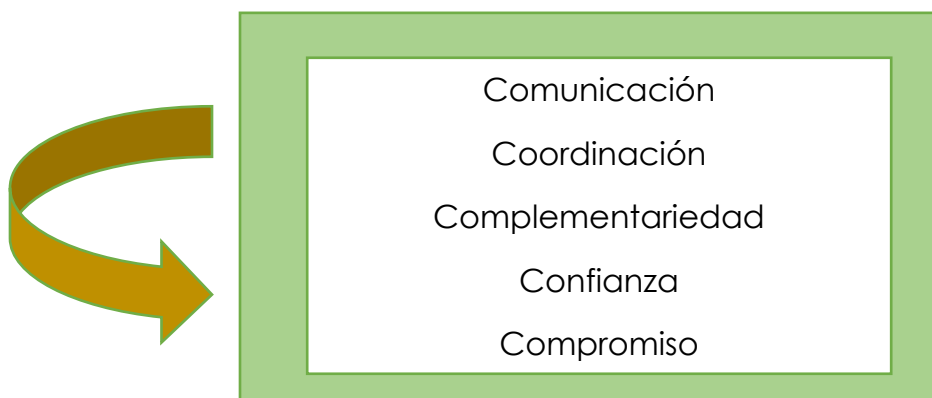 Comunicación
Coordinación
Complementariedad
Confianza
Compromiso